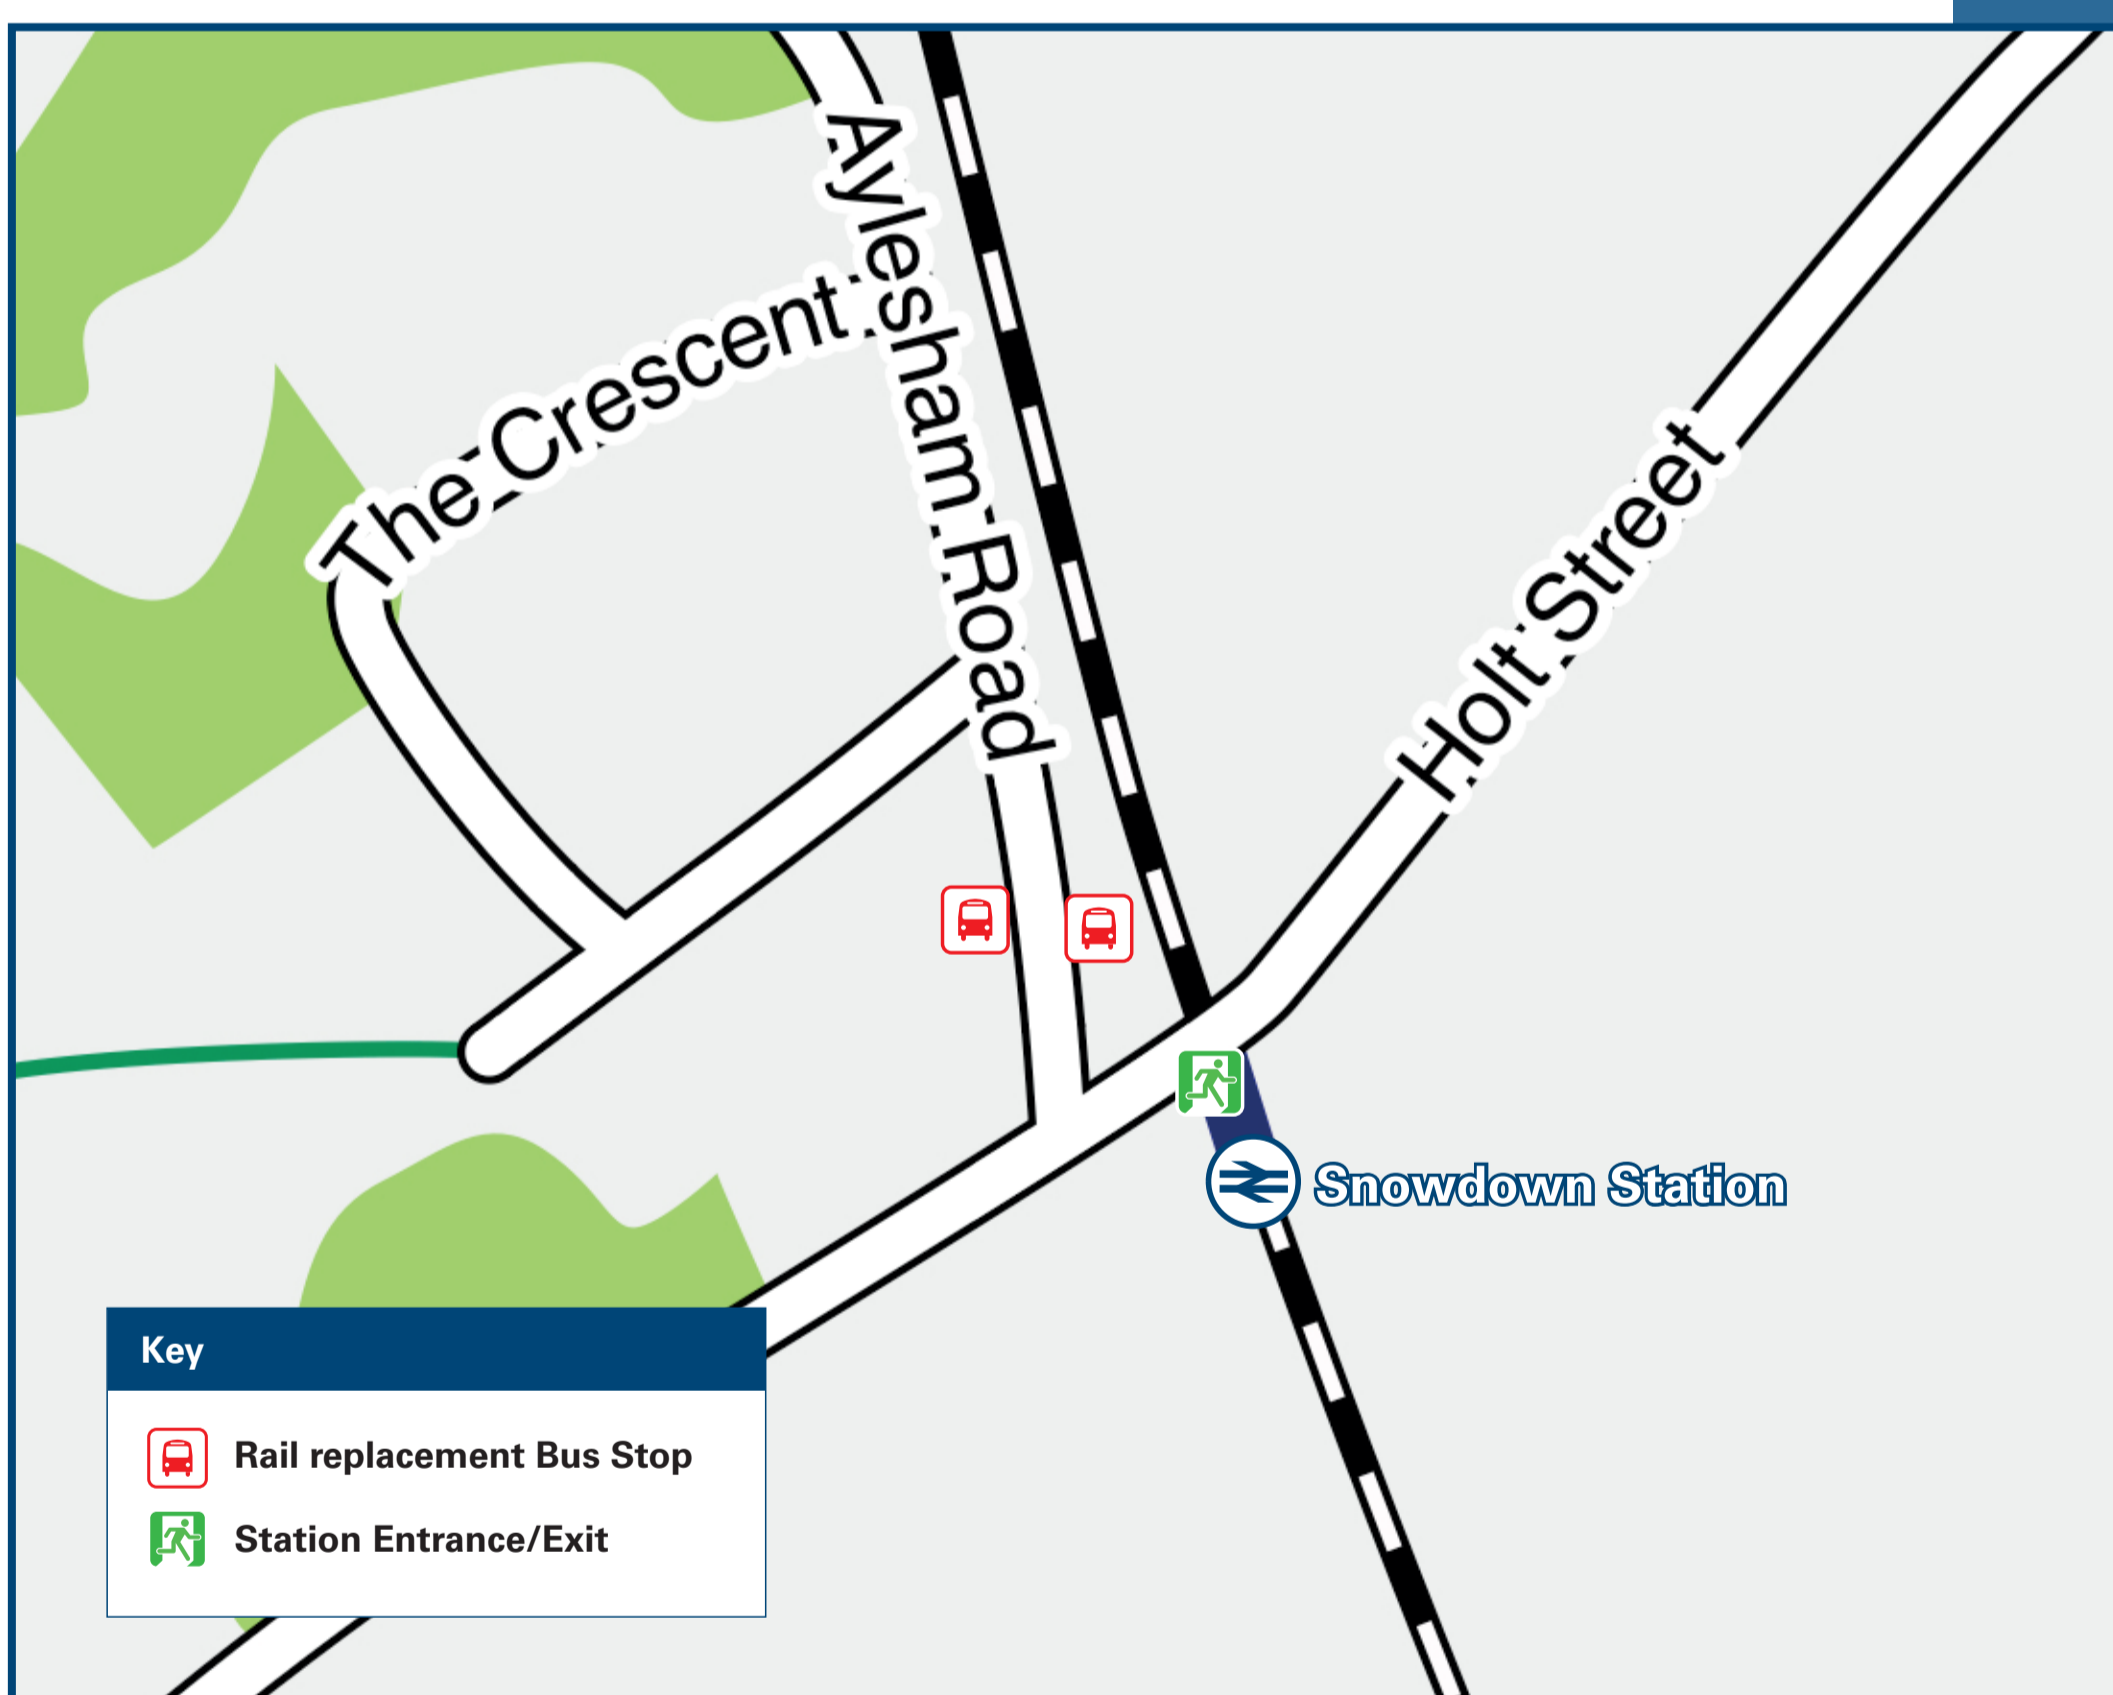 Aylesham Road
The Crescent
Holt Street
Snowdown Station
Key
Rail replacement Bus Stop
Station Entrance/Exit